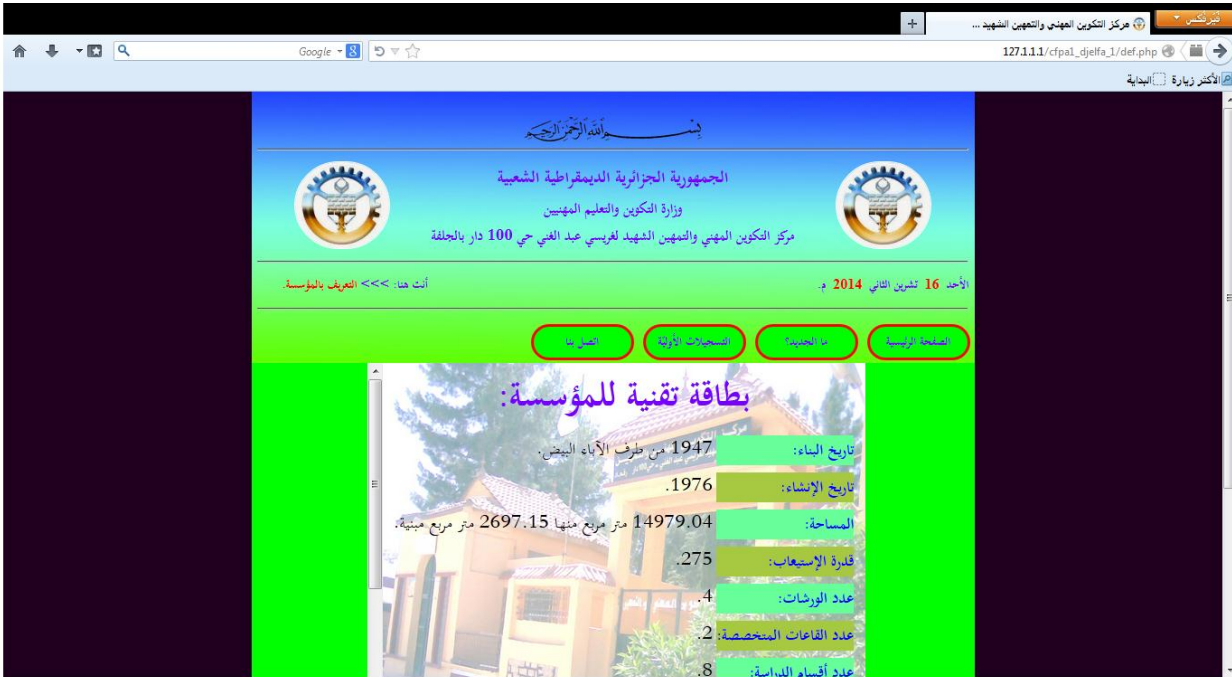 فَيَرفُكس
مركز التكوين المهني والتمهين الشهيد ...
127.1.1.1/cfpa1_djelfa_1/def.php
Google
الأكثر زيارة البداية
بسم الله الرحمن الرحيم
الجمهورية الجزائرية الديمقراطية الشعبية
وزارة التكوين والتعليم المهنيين
مركز التكوين المهني والتمهين الشهيد لغريسي عبد الغني حي 100 دار بالجلفة
الأحد 16 تشرين الثاني 2014 م.
أنت هنا: >>> التعريف بالمؤسسة.
الصفحة الرئيسية
ما الجديد؟
التسجيلات الأوليّة
اتصل بنا
بطاقة تقنية للمؤسسة:
تاريخ البناء: 1947 من طرف الآباء البيض.
تاريخ الإنشاء: 1976.
المساحة: 14979.04 متر مربع منها 2697.15 متر مربع مبنية.
قدرة الإستيعاب: 275.
عدد الورشات: 4.
عدد القاعات المتخصصة: 2.
عدد أقسام الدراسة: 8.